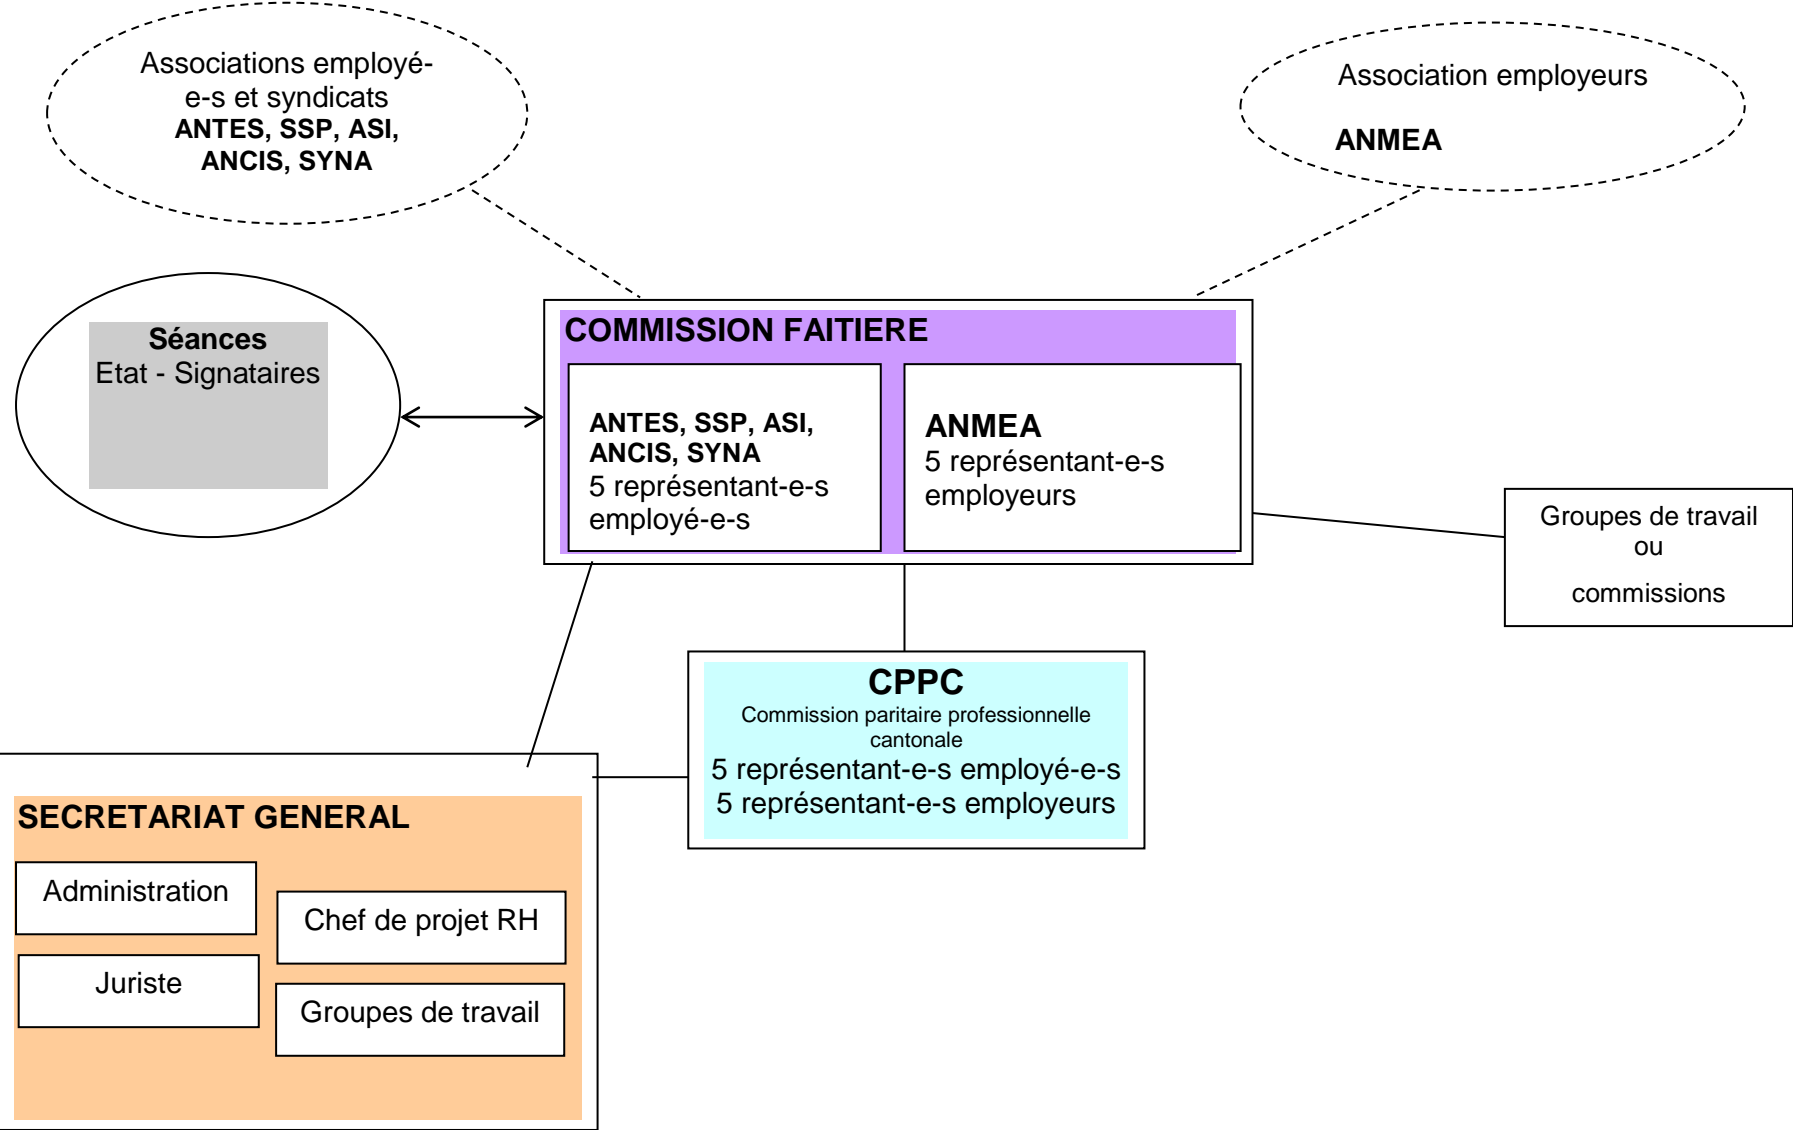 Associations employé-
e-s et syndicats
ANTES, SSP, ASI,
ANCIS, SYNA
Association employeurs
ANMEA
Séances
Etat - Signataires
COMMISSION FAITIERE
ANTES, SSP, ASI,
ANCIS, SYNA
5 représentant-e-s
employé-e-s
ANMEA
5 représentant-e-s
employeurs
Groupes de travail
ou
commissions
CPPC
Commission paritaire professionnelle
cantonale
5 représentant-e-s employé-e-s
5 représentant-e-s employeurs
SECRETARIAT GENERAL
Administration
Chef de projet RH
Juriste
Groupes de travail